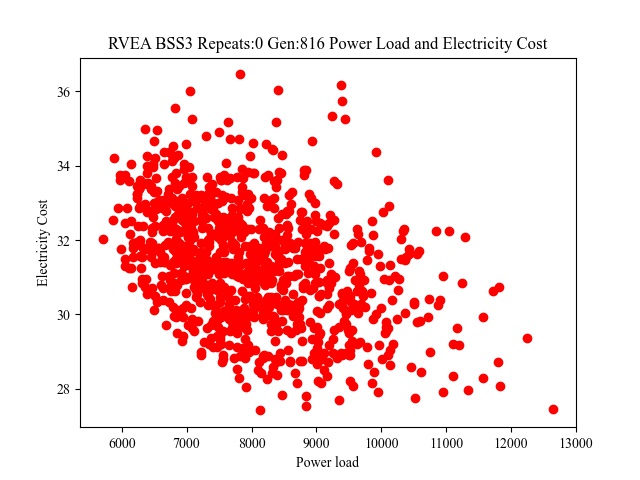 RVEA BSS3 Repeats:0 Gen:816 Power Load and Electricity Cost
36
34
32
30
28
Electricity Cost
6000 7000 8000 9000 10000 11000 12000 13000
Power load